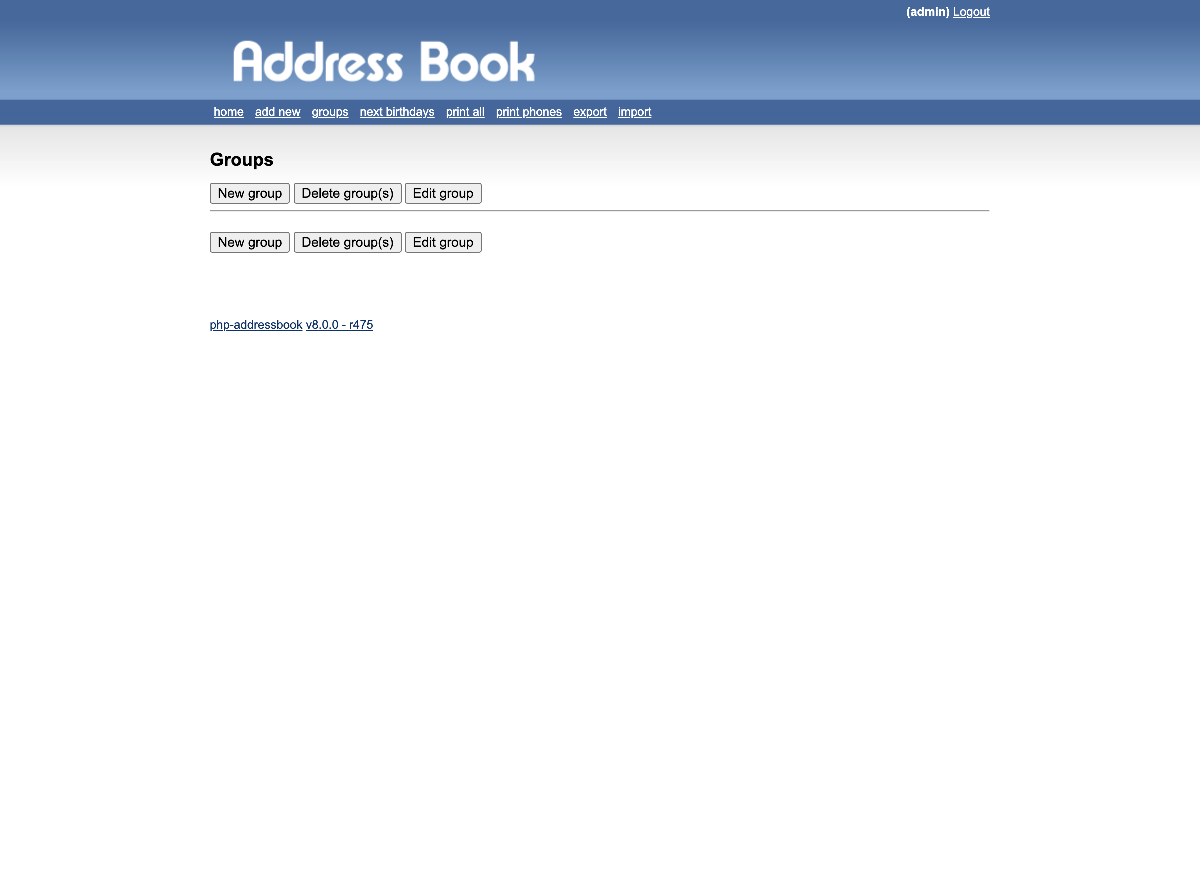 (admin) Logout
Address Book
home add new groups next birthdays print all print phones export import
Groups
New group Delete group(s) Edit group
New group Delete group(s) Edit group
php-addressbook v8.0.0 - r475